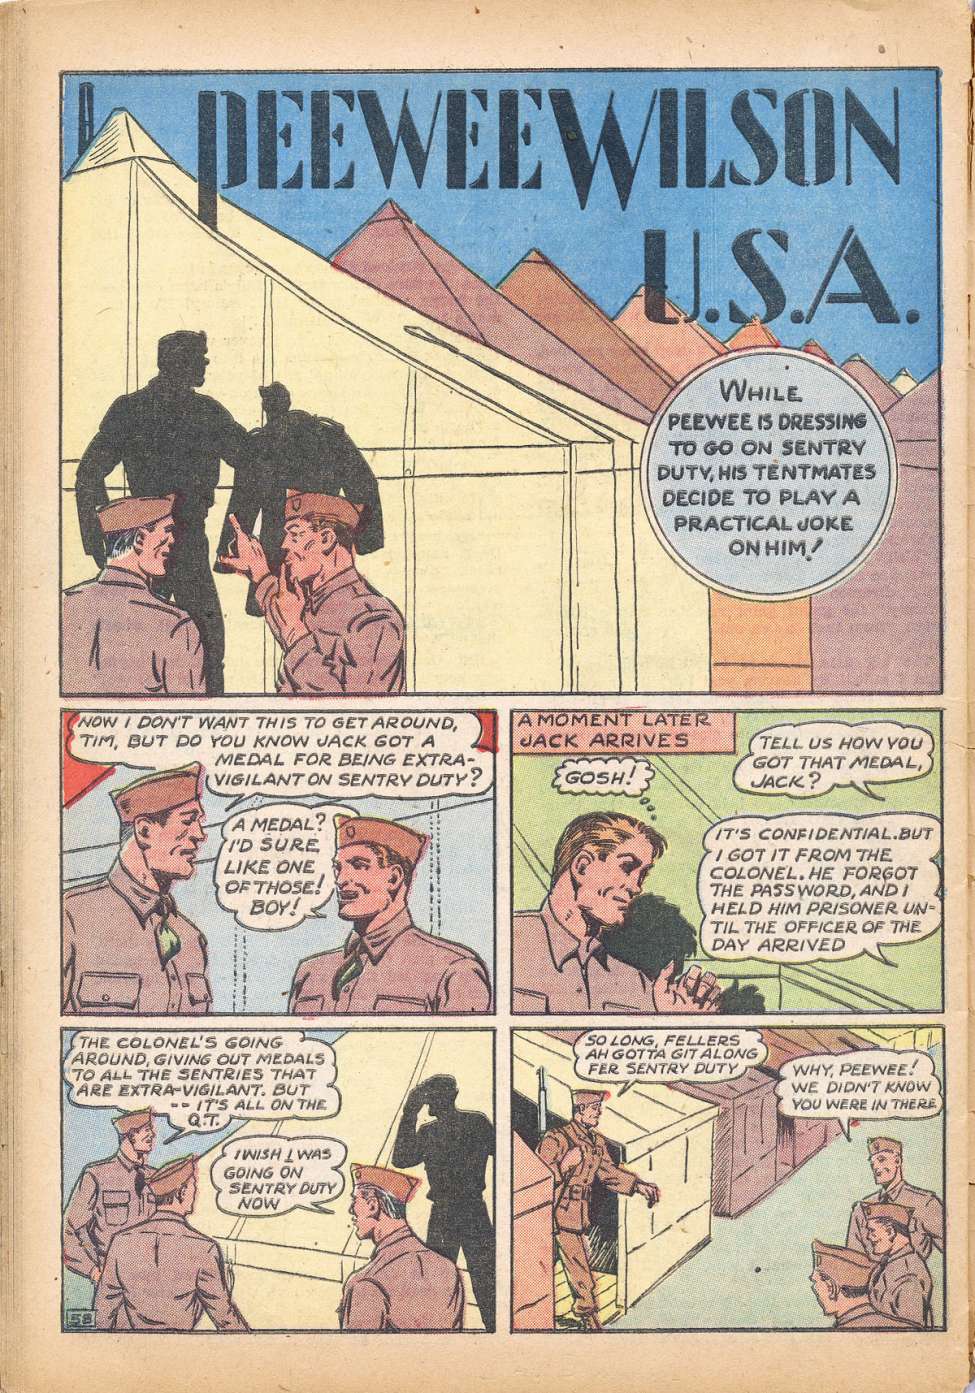 PEEWEE WILSON
U.S.A.
WHILE
PEEWEE IS DRESSING
TO GO ON SENTRY
DUTY, HIS TENTMATES
DECIDE TO PLAY A
PRACTICAL JOKE
ON HIM!
NOW I DON'T WANT THIS TO GET AROUND,
TIM, BUT DO YOU KNOW JACK GOT A
MEDAL FOR BEING EXTRA-
VIGILANT ON SENTRY DUTY?
A MEDAL?
I'D SURE
LIKE ONE
OF THOSE!
BOY!
A MOMENT LATER
JACK ARRIVES
GOSH!
TELL US HOW YOU
GOT THAT MEDAL,
JACK?
IT'S CONFIDENTIAL. BUT
I GOT IT FROM THE
COLONEL. HE FORGOT
THE PASSWORD, AND I
HELD HIM PRISONER UN-
TIL THE OFFICER OF THE
DAY ARRIVED
THE COLONEL'S GOING
AROUND, GIVING OUT MEDALS
TO ALL THE SENTRIES THAT
ARE EXTRA-VIGILANT. BUT
-- IT'S ALL ON THE
Q.T.
I WISH I WAS
GOING ON
SENTRY DUTY
NOW
58
SO LONG, FELLERS
AH GOTTA GIT ALONG
FER SENTRY DUTY
WHY, PEEWEE!
WE DIDN'T KNOW
YOU WERE IN THERE